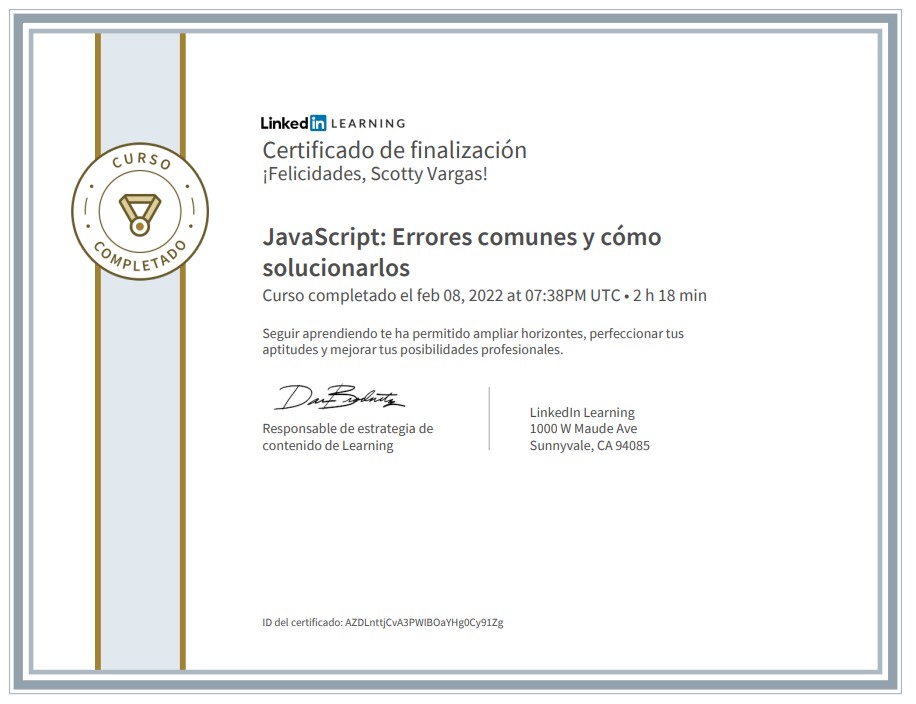 LinkedIn LEARNING
Certificado de finalización
¡Felicidades, Scotty Vargas!
CURSO
COMPLETADO
JavaScript: Errores comunes y cómo
solucionarlos
Curso completado el feb 08, 2022 at 07:38PM UTC • 2 h 18 min
Seguir aprendiendo te ha permitido ampliar horizontes, perfeccionar tus
aptitudes y mejorar tus posibilidades profesionales.
Responsable de estrategia de
contenido de Learning
LinkedIn Learning
1000 W Maude Ave
Sunnyvale, CA 94085
ID del certificado: AZDLnttjCvA3PWIBOaYHg0Cy91Zg